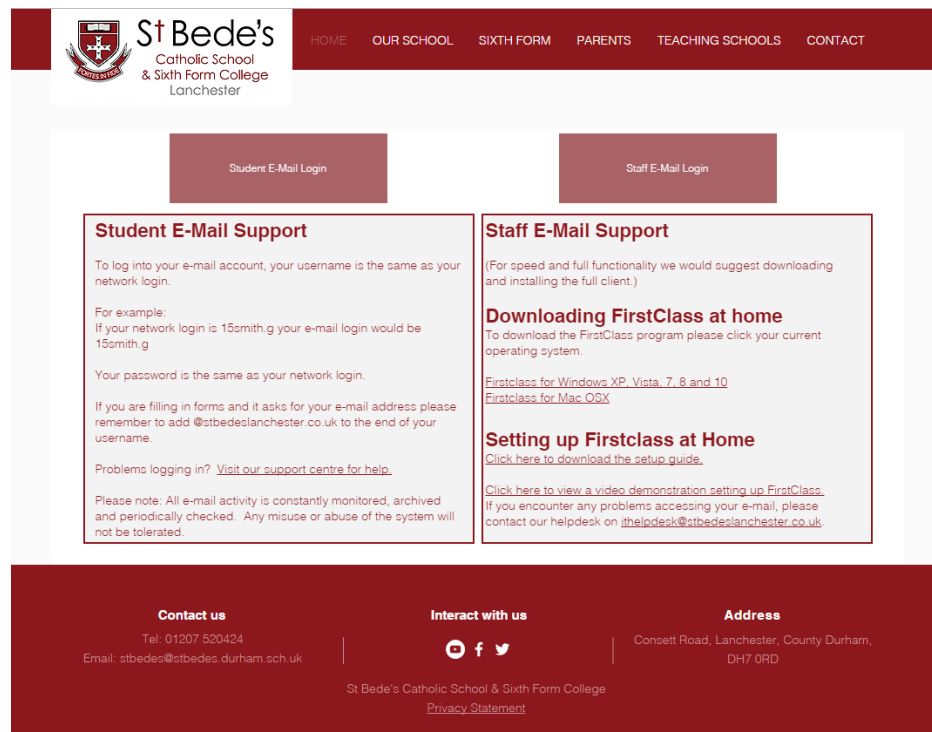 St Bede's
Catholic School
& Sixth Form College
Lanchester
FORTES IN FIDE
HOME
OUR SCHOOL
SIXTH FORM
PARENTS
TEACHING SCHOOLS
CONTACT
Student E-Mail Login
Staff E-Mail Login
Student E-Mail Support
To log into your e-mail account, your username is the same as your
network login.
For example:
If your network login is 15smith.g your e-mail login would be
15smith.g
Your password is the same as your network login.
If you are filling in forms and it asks for your e-mail address please
remember to add @stbedeslanchester.co.uk to the end of your
username.
Problems logging in?  Visit our support centre for help.
Please note: All e-mail activity is constantly monitored, archived
and periodically checked.  Any misuse or abuse of the system will
not be tolerated.
Staff E-Mail Support
(For speed and full functionality we would suggest downloading
and installing the full client.)
Downloading FirstClass at home
To download the FirstClass program please click your current
operating system.
Firstclass for Windows XP, Vista, 7, 8 and 10
Firstclass for Mac OSX
Setting up Firstclass at Home
Click here to download the setup guide.
Click here to view a video demonstration setting up FirstClass.
If you encounter any problems accessing your e-mail, please
contact our helpdesk on ithelpdesk@stbedeslanchester.co.uk.
Contact us
Tel: 01207 520424
Email: stbedes@stbedes.durham.sch.uk
Interact with us
Address
Consett Road, Lanchester, County Durham,
DH7 0RD
St Bede's Catholic School & Sixth Form College
Privacy Statement